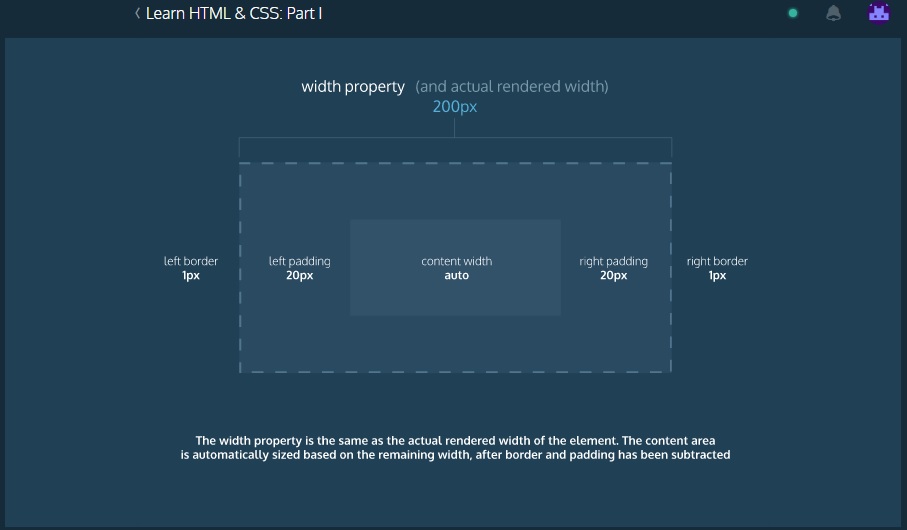 Learn HTML & CSS: Part I
width property (and actual rendered width)
200px
left border
1px
left padding
20px
content width
auto
right padding
20px
right border
1px
The width property is the same as the actual rendered width of the element. The content area
is automatically sized based on the remaining width, after border and padding has been subtracted